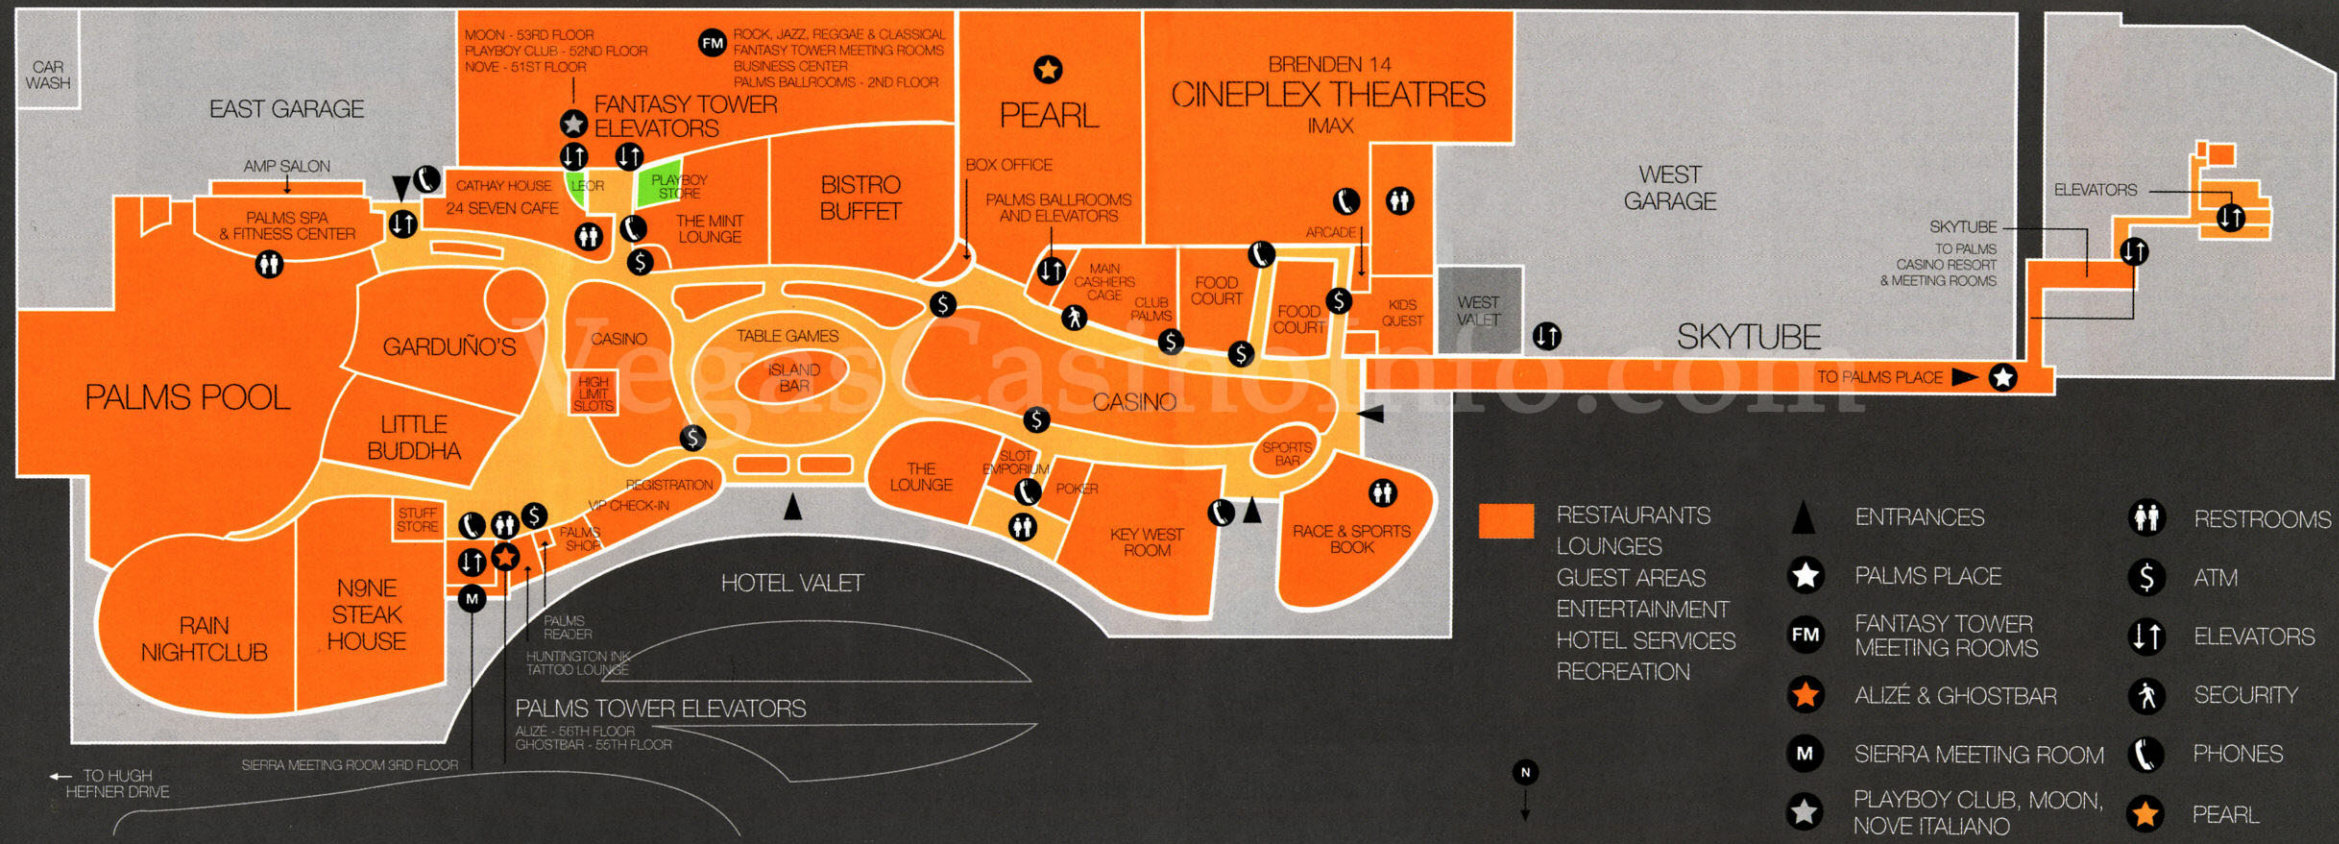 CAR
WASH
EAST GARAGE
AMP SALON
PALMS SPA
& FITNESS CENTER
MOON - 53RD FLOOR
PLAYBOY CLUB - 52ND FLOOR
NOVE - 51ST FLOOR
FM
ROCK, JAZZ, REGGAE & CLASSICAL
FANTASY TOWER MEETING ROOMS
BUSINESS CENTER
PALMS BALLROOMS - 2ND FLOOR
FANTASY TOWER
ELEVATORS
CATHAY HOUSE
24 SEVEN CAFE
LEOR
PLAYBOY
STORE
THE MINT
LOUNGE
BISTRO
BUFFET
PEARL
BOX OFFICE
PALMS BALLROOMS
AND ELEVATORS
BRENDEN 14
CINEPLEX THEATRES
IMAX
ARCADE
MAIN
CASHIERS
CAGE
CLUB
PALMS
FOOD
COURT
FOOD
COURT
KIDS
QUEST
WEST
VALET
WEST
GARAGE
SKYTUBE
TO PALMS PLACE
ELEVATORS
SKYTUBE
TO PALMS
CASINO RESORT
& MEETING ROOMS
PALMS POOL
GARDUÑO'S
LITTLE
BUDDHA
CASINO
HIGH
LIMIT
SLOTS
TABLE GAMES
ISLAND
BAR
CASINO
SPORTS
BAR
VegasCasinoInfo.com
REGISTRATION
VIP CHECK-IN
PALMS
SHOP
STUFF
STORE
THE
LOUNGE
SLOT
EMPORIUM
POKER
KEY WEST
ROOM
RACE & SPORTS
BOOK
RAIN
NIGHTCLUB
N9NE
STEAK
HOUSE
M
HOTEL VALET
PALMS
READER
HUNTINGTON INK
TATTOO LOUNGE
PALMS TOWER ELEVATORS
ALIZÉ - 56TH FLOOR
GHOSTBAR - 55TH FLOOR
SIERRA MEETING ROOM 3RD FLOOR
TO HUGH
HEFNER DRIVE
N
RESTAURANTS
LOUNGES
GUEST AREAS
ENTERTAINMENT
HOTEL SERVICES
RECREATION
ENTRANCES
PALMS PLACE
FM
FANTASY TOWER
MEETING ROOMS
ALIZÉ & GHOSTBAR
M
SIERRA MEETING ROOM
PLAYBOY CLUB, MOON,
NOVE ITALIANO
RESTROOMS
$
ATM
ELEVATORS
SECURITY
PHONES
PEARL